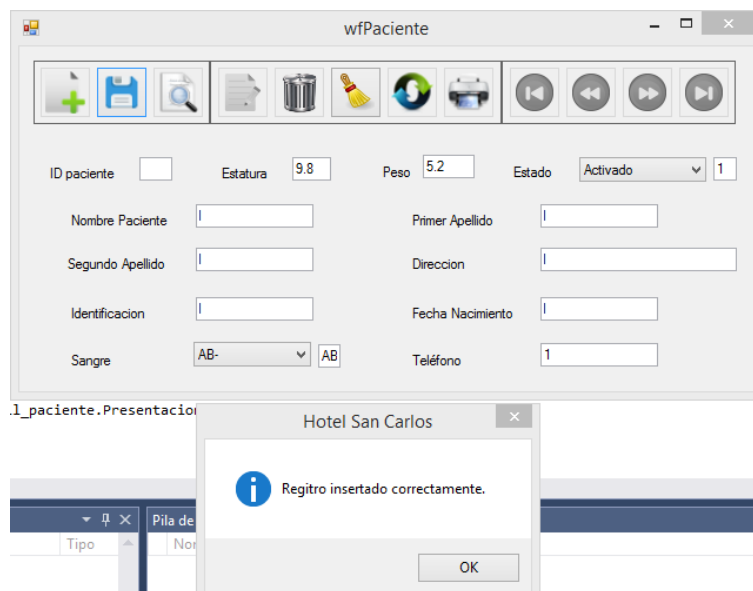 wfPaciente
ID paciente Estatura 9.8 Peso 5.2 Estado Activado 1
Nombre Paciente l Primer Apellido l
Segundo Apellido l Direccion l
Identificacion l Fecha Nacimiento l
Sangre AB- AB Teléfono 1
ll_paciente.Presentacion
Hotel San Carlos
Regitro insertado correctamente.
Pila de
Tipo
OK